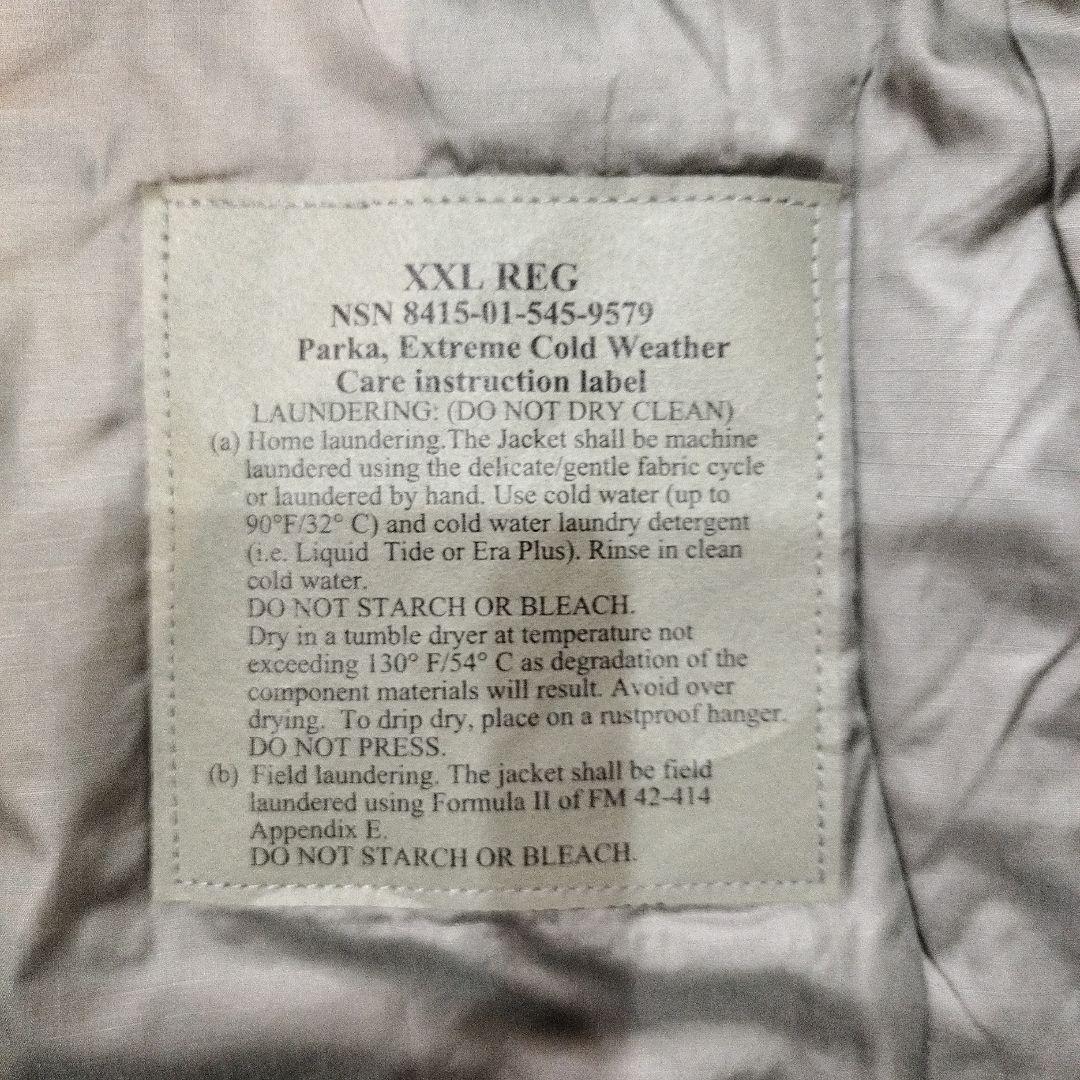 XXL REG
NSN 8415-01-545-9579
Parka, Extreme Cold Weather
Care instruction label
LAUNDERING: (DO NOT DRY CLEAN)
(a) Home laundering.The Jacket shall be machine
laundered using the delicate/gentle fabric cycle
or laundered by hand. Use cold water (up to
90°F/32° C) and cold water laundry detergent
(i.e. Liquid Tide or Era Plus). Rinse in clean
cold water.
DO NOT STARCH OR BLEACH.
Dry in a tumble dryer at temperature not
exceeding 130° F/54° C as degradation of the
component materials will result. Avoid over
drying. To drip dry, place on a rustproof hanger.
DO NOT PRESS.
(b) Field laundering. The jacket shall be field
laundered using Formula II of FM 42-414
Appendix E.
DO NOT STARCH OR BLEACH.